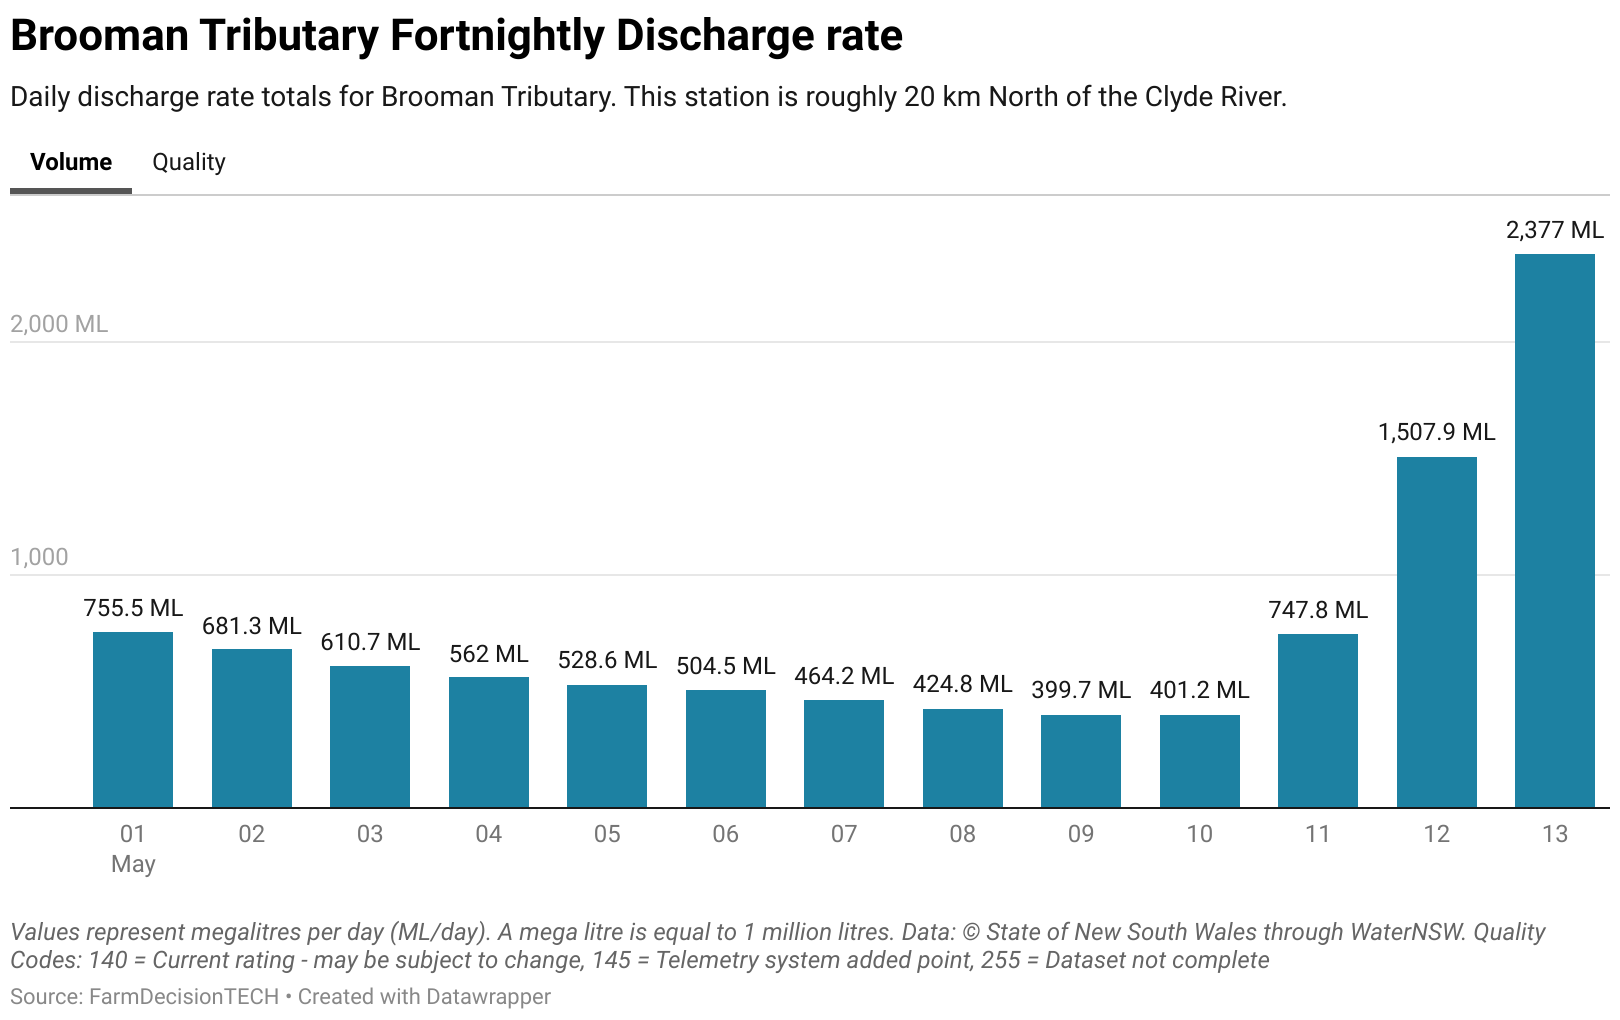 Brooman Tributary Fortnightly Discharge rate
Daily discharge rate totals for Brooman Tributary. This station is roughly 20 km North of the Clyde River.
Volume Quality
2,377 ML
2,000 ML
1,507.9 ML
1,000
755.5 ML 681.3 ML 610.7 ML 562 ML 528.6 ML 504.5 ML 464.2 ML 424.8 ML 399.7 ML 401.2 ML 747.8 ML
01 02 03 04 05 06 07 08 09 10 11 12 13
May
Values represent megalitres per day (ML/day). A mega litre is equal to 1 million litres. Data: © State of New South Wales through WaterNSW. Quality
Codes: 140 = Current rating - may be subject to change, 145 = Telemetry system added point, 255 = Dataset not complete
Source: FarmDecisionTECH • Created with Datawrapper